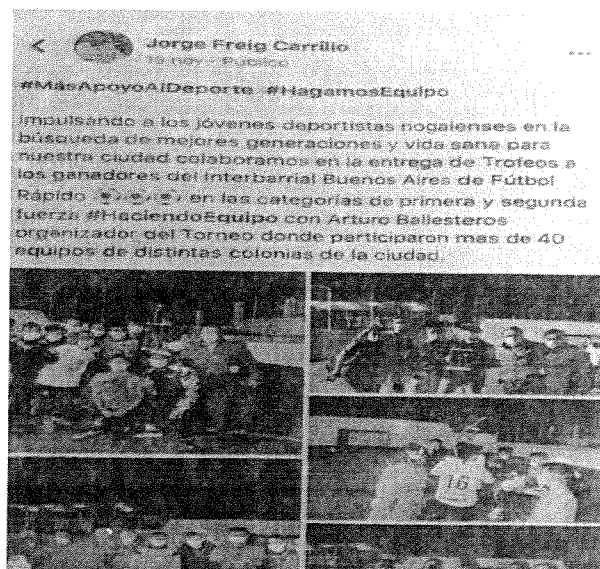 Jorge Freig Carrillo
19 nov · Público
#MásApoyoAlDeporte #HagamosEquipo
Impulsando a los jóvenes deportistas nogalenses en la
búsqueda de mejores generaciones y vida sana para
nuestra ciudad colaboramos en la entrega de Trofeos a
los ganadores del Interbarrial Buenos Aires de Fútbol
Rápido en las categorías de primera y segunda
fuerza #HaciendoEquipo con Arturo Ballesteros
organizador del Torneo donde participaron mas de 40
equipos de distintas colonias de la ciudad.
16